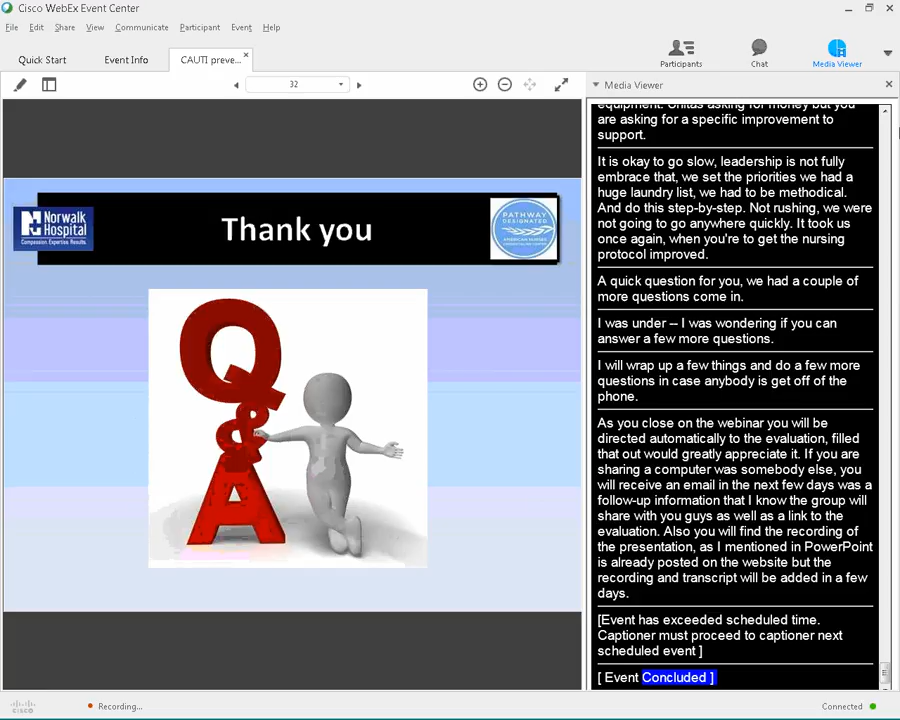 Cisco WebEx Event Center
File Edit Share View Communicate Participant Event Help
Quick Start Event Info CAUTI preve...
Participants Chat Media Viewer
32
Media Viewer
Norwalk
Hospital
Compassion. Expertise. Results.
Thank you
PATHWAY
DESIGNATED
AMERICAN NURSES
CREDENTIALING CENTER
Q
&
A
equipment. Unitas asking for money but you
are asking for a specific improvement to
support.
It is okay to go slow, leadership is not fully
embrace that, we set the priorities we had a
huge laundry list, we had to be methodical.
And do this step-by-step. Not rushing, we were
not going to go anywhere quickly. It took us
once again, when you're to get the nursing
protocol improved.
A quick question for you, we had a couple of
more questions come in.
I was under -- I was wondering if you can
answer a few more questions.
I will wrap up a few things and do a few more
questions in case anybody is get off of the
phone.
As you close on the webinar you will be
directed automatically to the evaluation, filled
that out would greatly appreciate it. If you are
sharing a computer was somebody else, you
will receive an email in the next few days was a
follow-up information that I know the group will
share with you guys as well as a link to the
evaluation. Also you will find the recording of
the presentation, as I mentioned in PowerPoint
is already posted on the website but the
recording and transcript will be added in a few
days.
[Event has exceeded scheduled time.
Captioner must proceed to captioner next
scheduled event ]
[ Event Concluded ]
cisco
Recording...
Connected